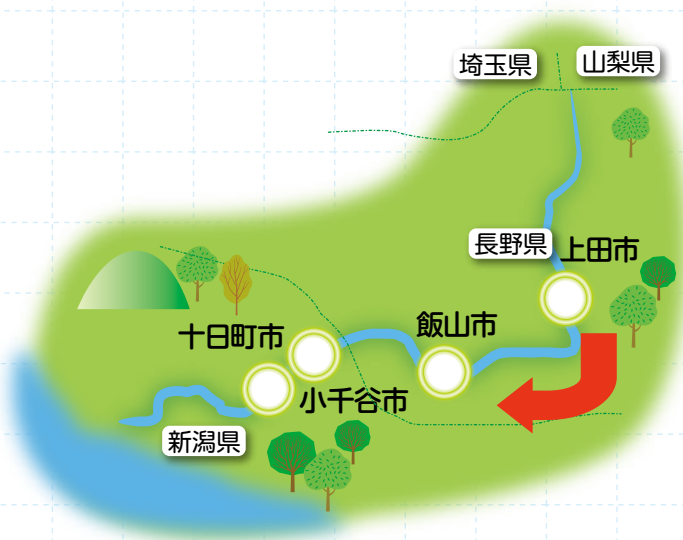 埼玉県
山梨県
長野県
上田市
飯山市
十日町市
小千谷市
新潟県